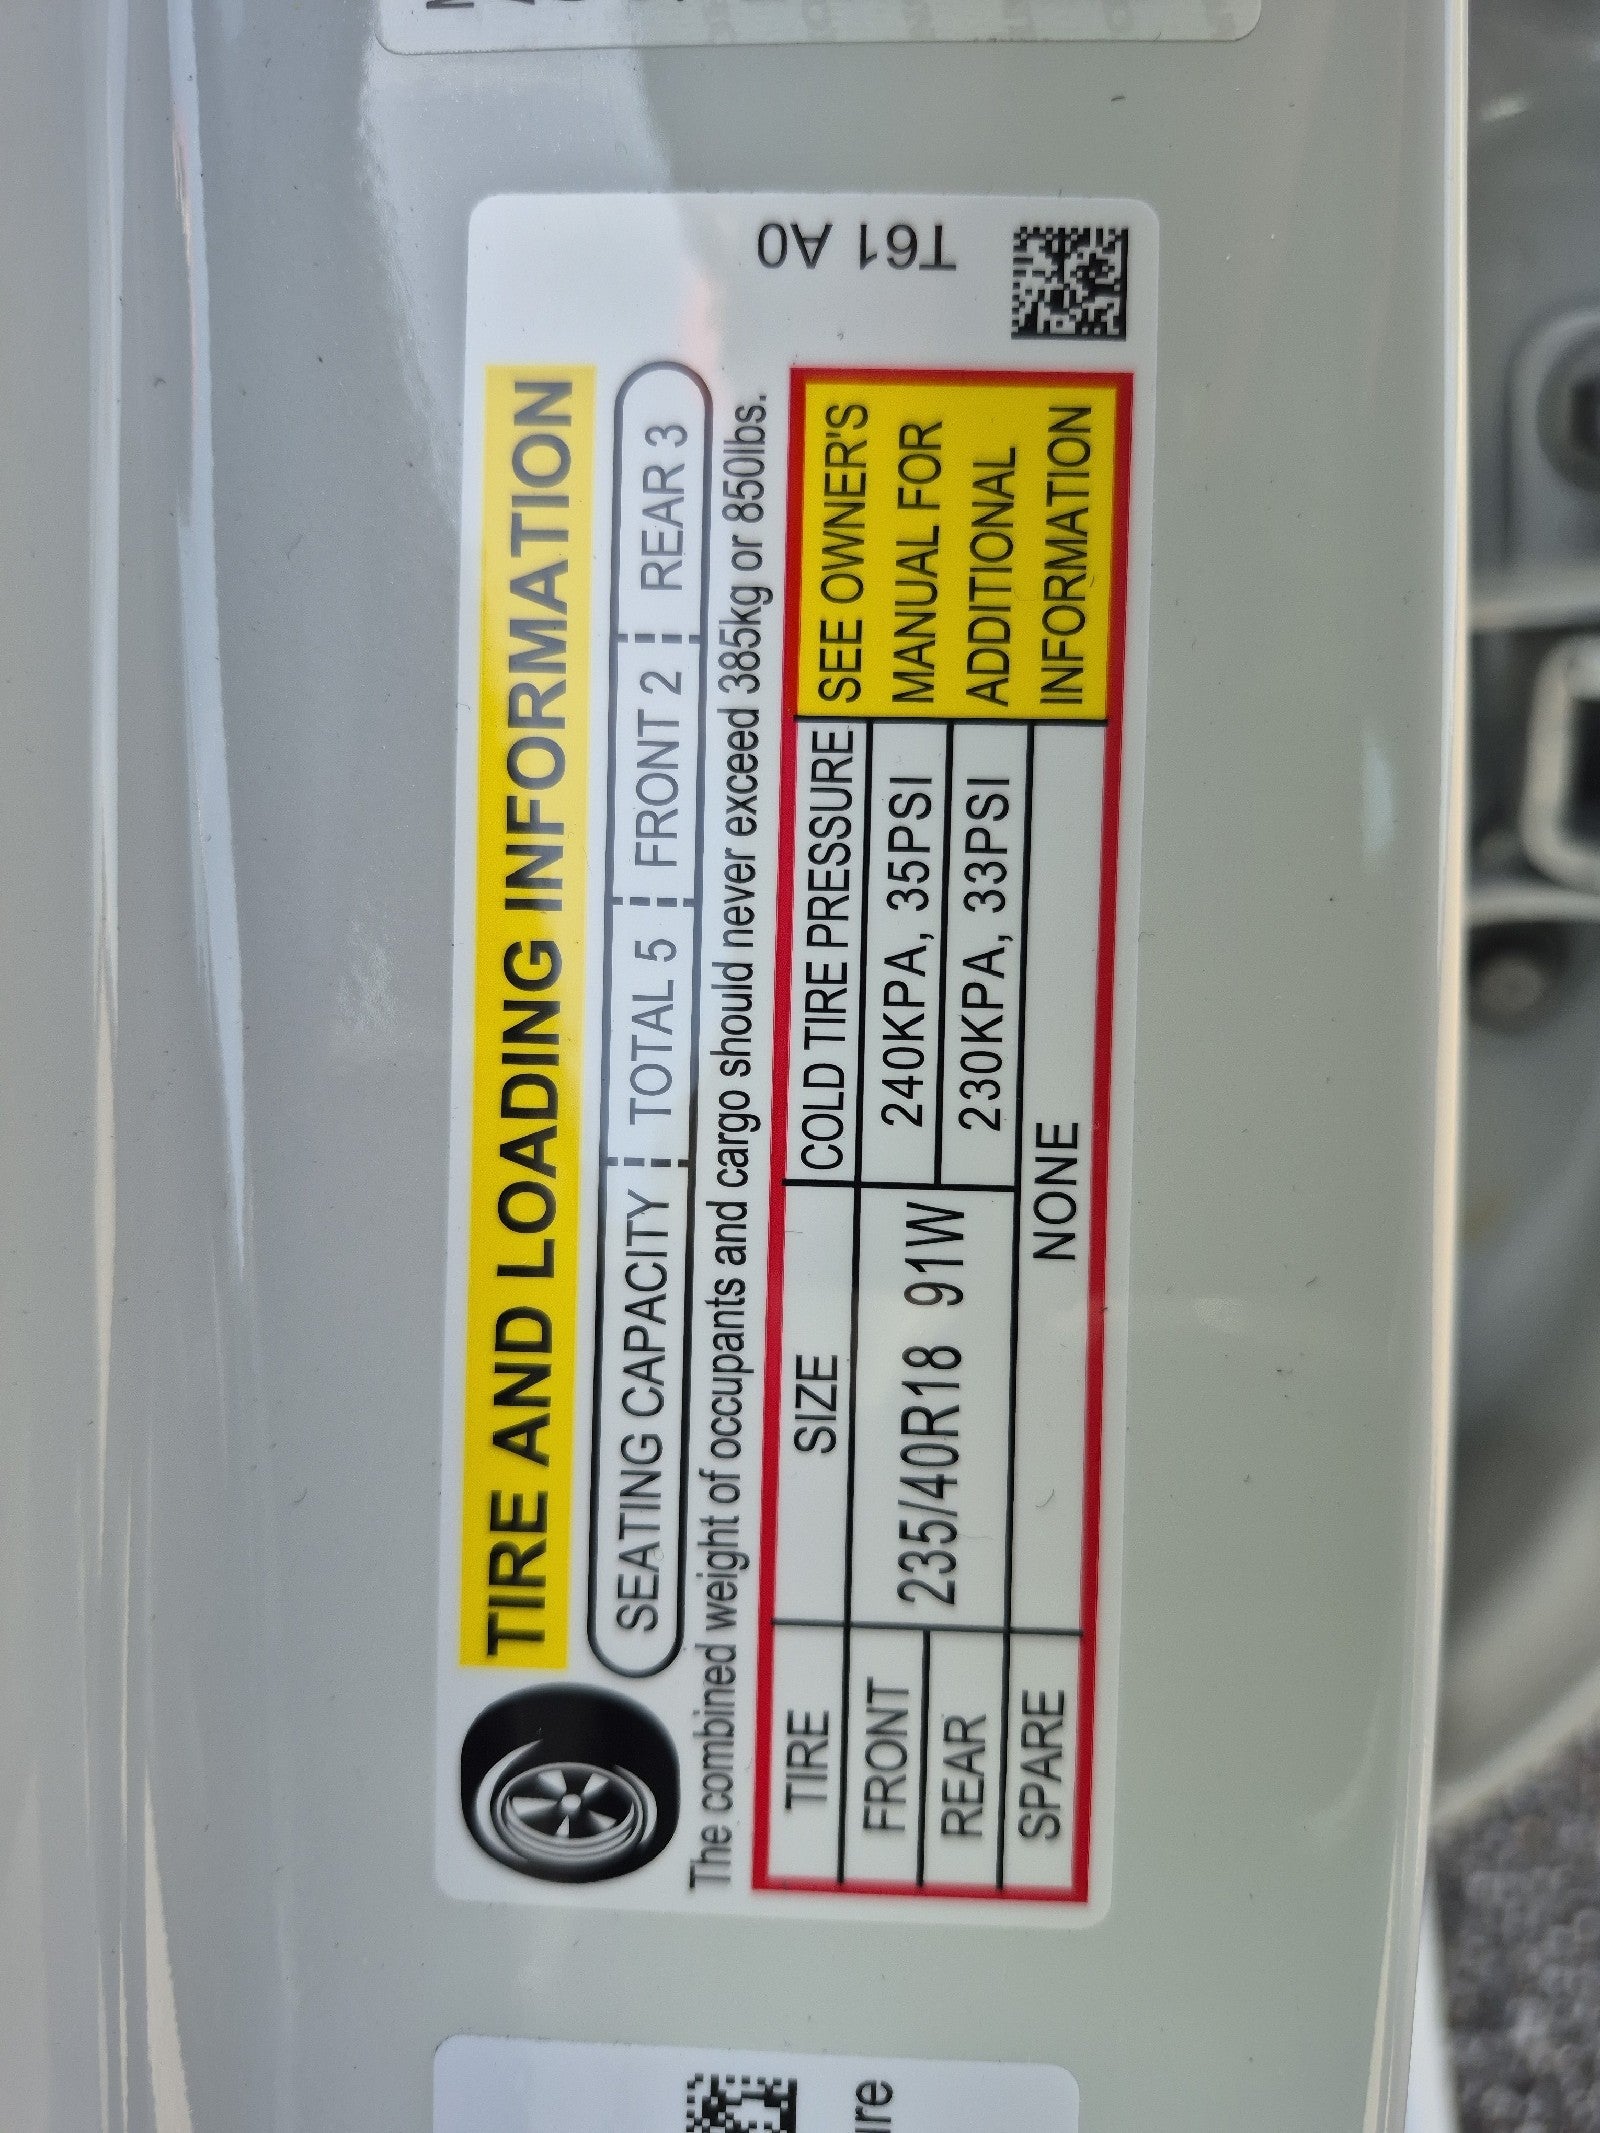 TIRE AND LOADING INFORMATION
SEATING CAPACITY TOTAL 5 FRONT 2 REAR 3
The combined weight of occupants and cargo should never exceed 385kg or 850lbs.
TIRE SIZE COLD TIRE PRESSURE
FRONT 235/40R18 91W 240KPA, 35PSI
REAR 230KPA, 33PSI
SPARE NONE
SEE OWNER'S
MANUAL FOR
ADDITIONAL
INFORMATION
T61 A0